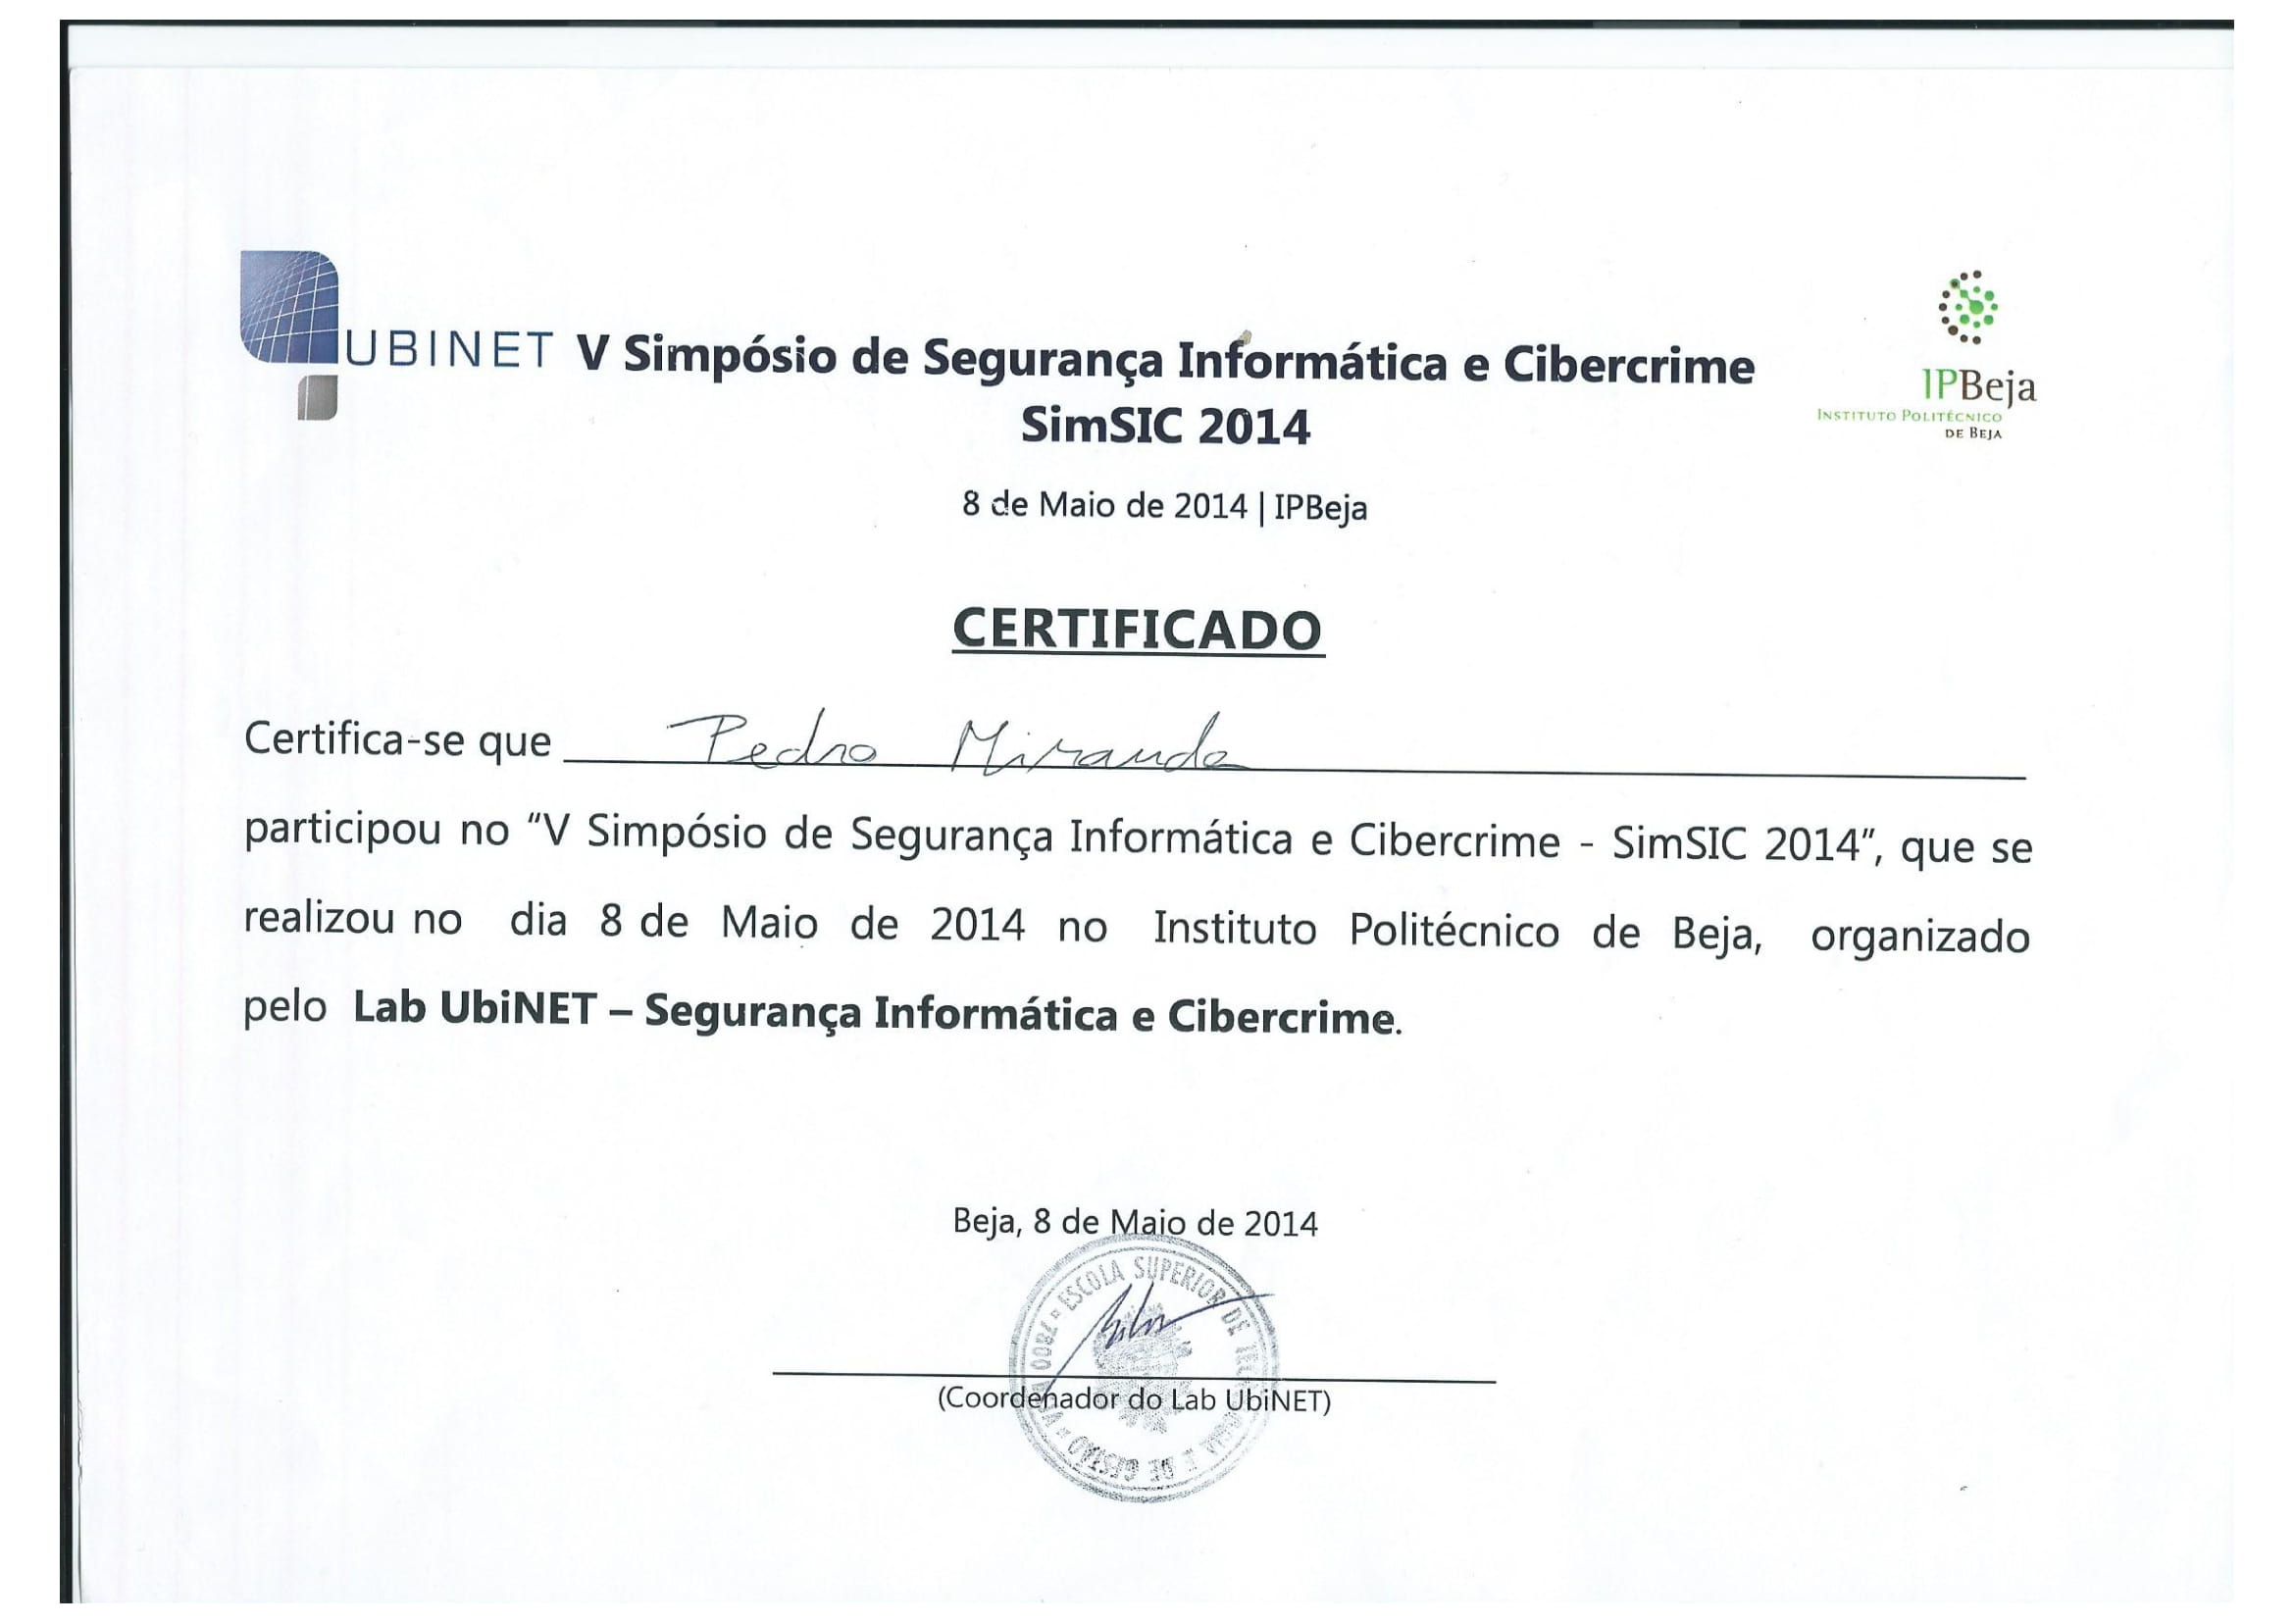 UBINET
V Simpósio de Segurança Informática e Cibercrime
SimSIC 2014
IPBeja
INSTITUTO POLITÉCNICO
DE BEJA
8 de Maio de 2014 | IPBeja
CERTIFICADO
Certifica-se que Pedro Miranda
participou no “V Simpósio de Segurança Informática e Cibercrime - SimSIC 2014”, que se
realizou no dia 8 de Maio de 2014 no Instituto Politécnico de Beja, organizado
pelo Lab UbiNET – Segurança Informática e Cibercrime.
Beja, 8 de Maio de 2014
ESCOLA SUPERIOR DE
E DE GESTÃO
7800
(Coordenador do Lab UbiNET)